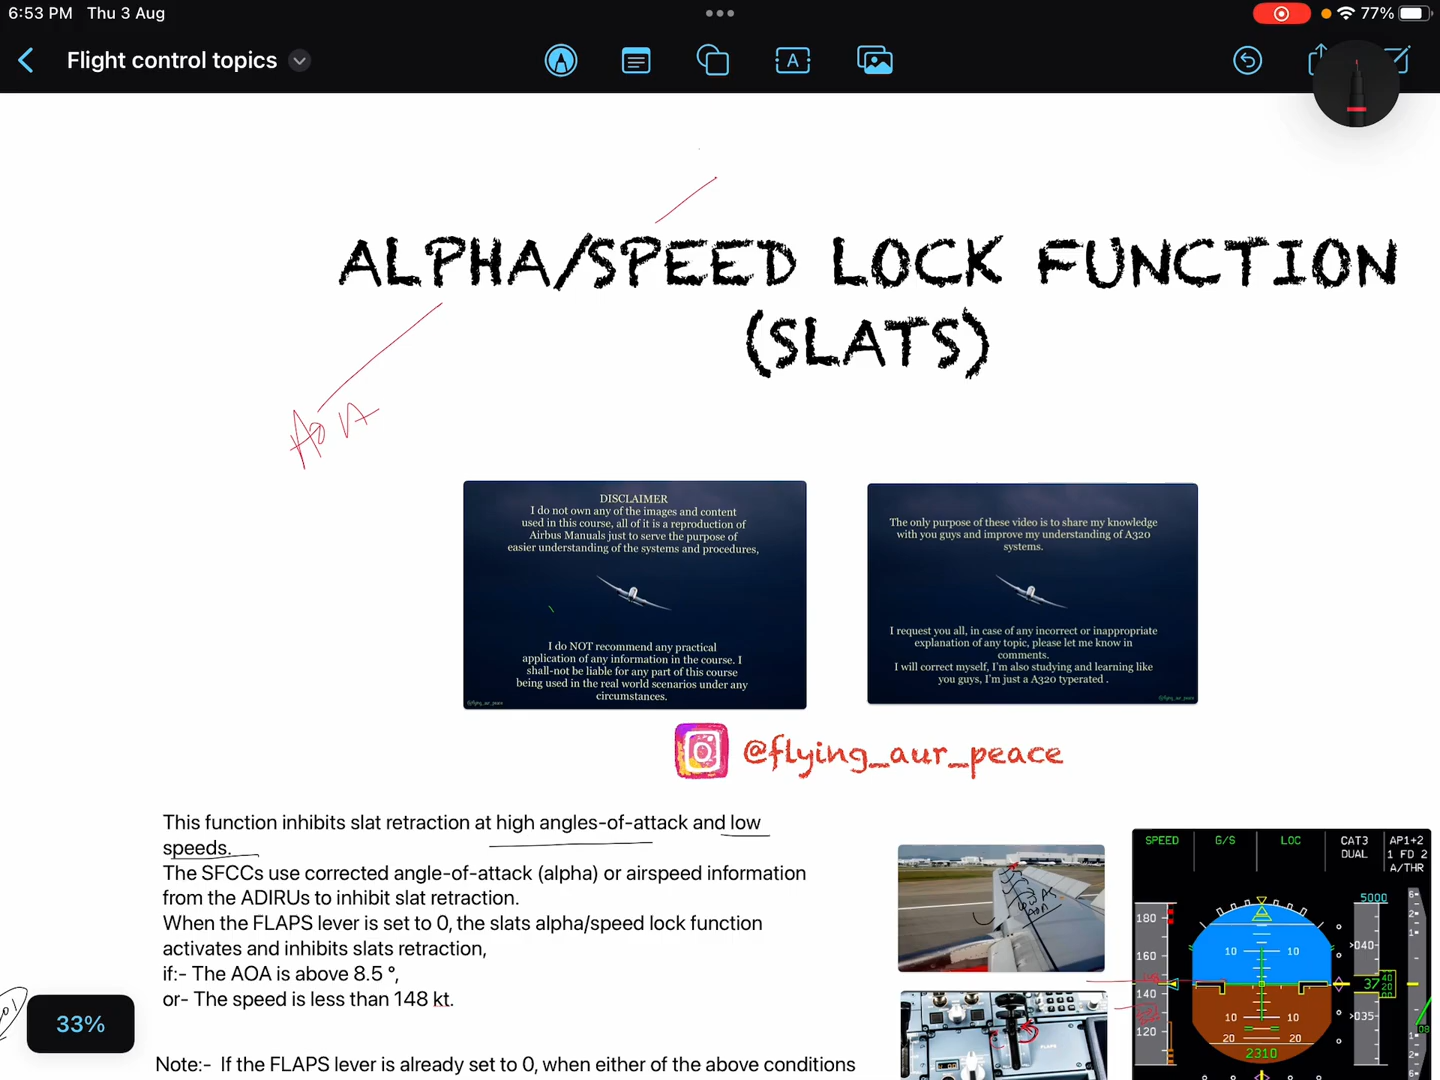 6:53 PM Thu 3 Aug
77%
Flight control topics
A
ALPHA/SPEED LOCK FUNCTION
(SLATS)
AOA
DISCLAIMER
I do not own any of the images and content
used in this course, all of it is a reproduction of
Airbus Manuals just to serve the purpose of
easier understanding of the systems and procedures,
I do NOT recommend any practical
application of any information in the course. I
shall-not be liable for any part of this course
being used in the real world scenarios under any
circumstances.
@flying_aur_peace
The only purpose of these video is to share my knowledge
with you guys and improve my understanding of A320
systems.
I request you all, in case of any incorrect or inappropriate
explanation of any topic, please let me know in
comments.
I will correct myself, I'm also studying and learning like
you guys, I'm just a A320 typerated .
@flying_aur_peace
@flying_aur_peace
This function inhibits slat retraction at high angles-of-attack and low
speeds.
The SFCCs use corrected angle-of-attack (alpha) or airspeed information
from the ADIRUs to inhibit slat retraction.
When the FLAPS lever is set to 0, the slats alpha/speed lock function
activates and inhibits slats retraction,
if:- The AOA is above 8.5 °,
or- The speed is less than 148 kt.
Note:- If the FLAPS lever is already set to 0, when either of the above conditions
33%
AOA
FLAPS
SPEED G/S LOC CAT3 AP1+2
DUAL 1 FD 2
A/THR
5000
180
160
140
120
10 10
10 10
20 20
2310
040
035
37
40
20
00